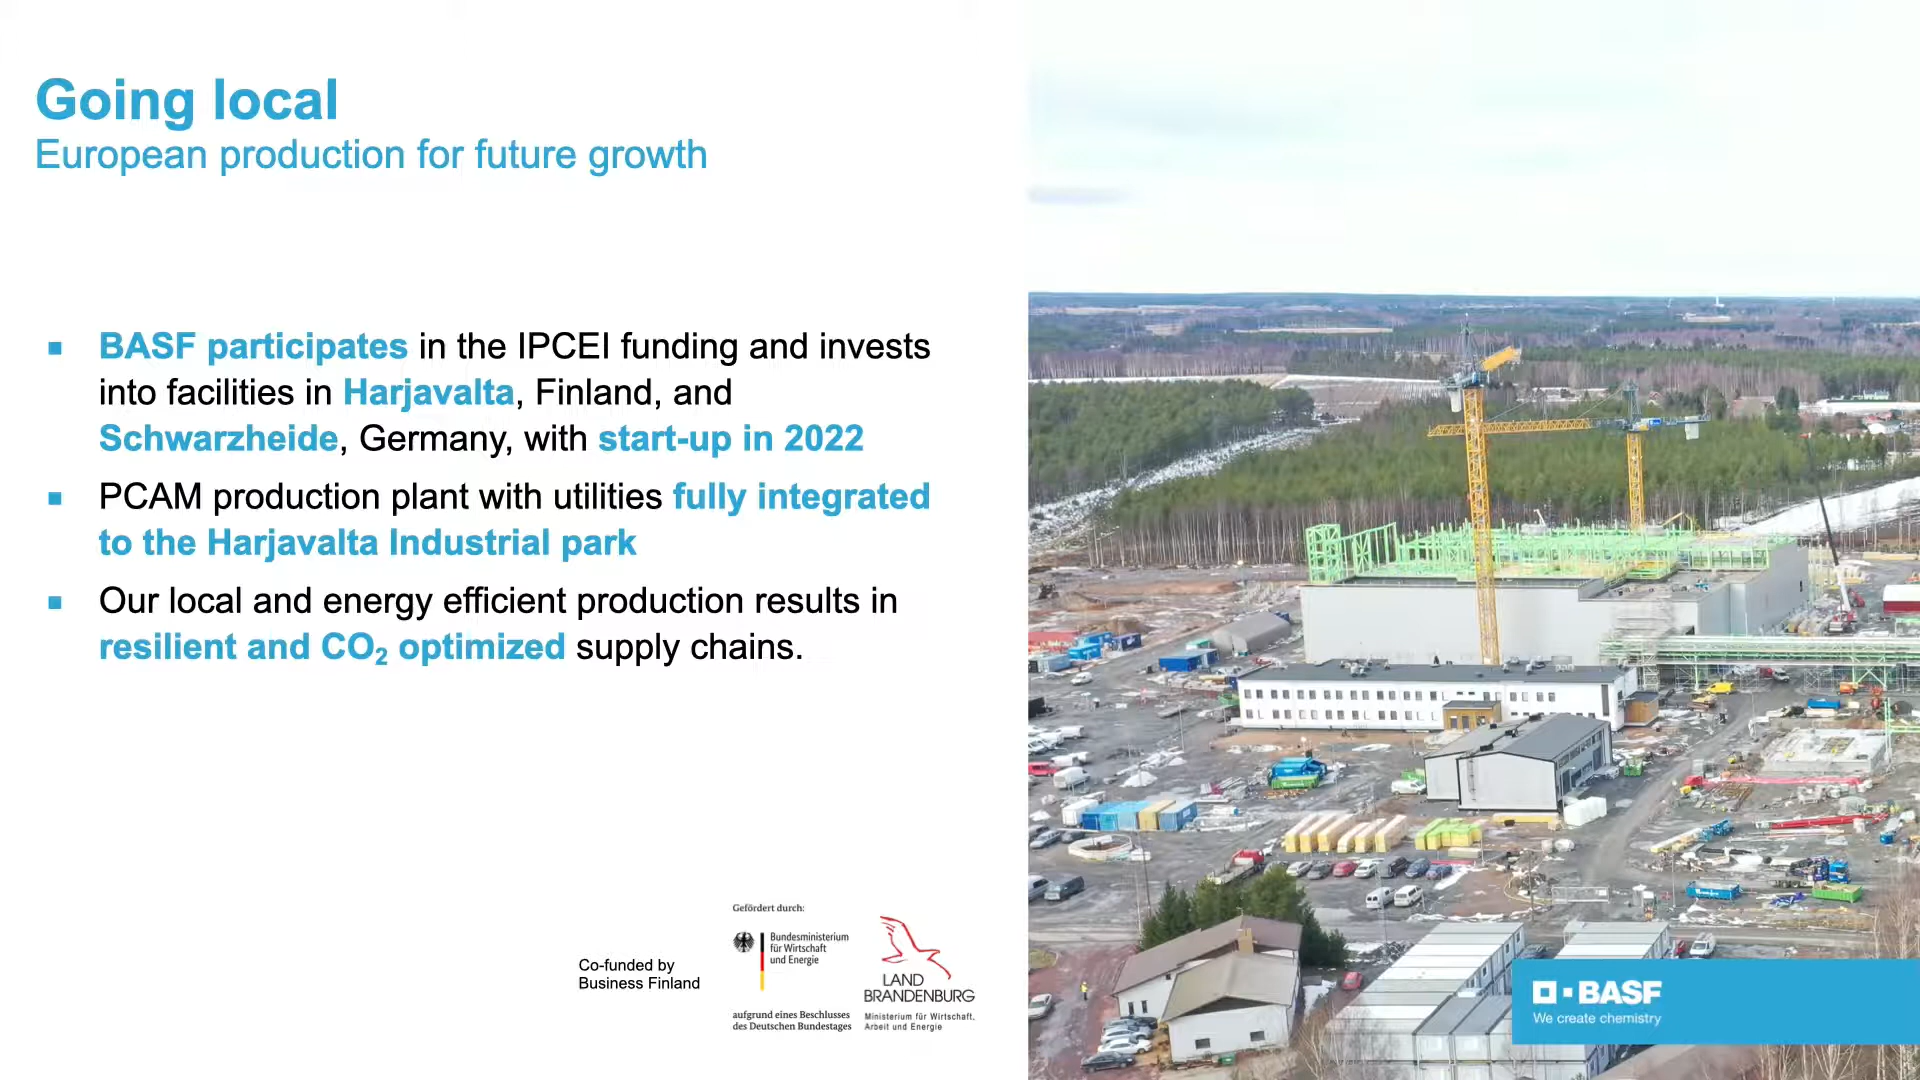 Going local
European production for future growth
▪ BASF participates in the IPCEI funding and invests
into facilities in Harjavalta, Finland, and
Schwarzheide, Germany, with start-up in 2022
▪ PCAM production plant with utilities fully integrated
to the Harjavalta Industrial park
▪ Our local and energy efficient production results in
resilient and CO₂ optimized supply chains.
Co-funded by
Business Finland
Gefördert durch:
Bundesministerium
für Wirtschaft
und Energie
aufgrund eines Beschlusses
des Deutschen Bundestages
LAND
BRANDENBURG
Ministerium für Wirtschaft,
Arbeit und Energie
BASF
We create chemistry